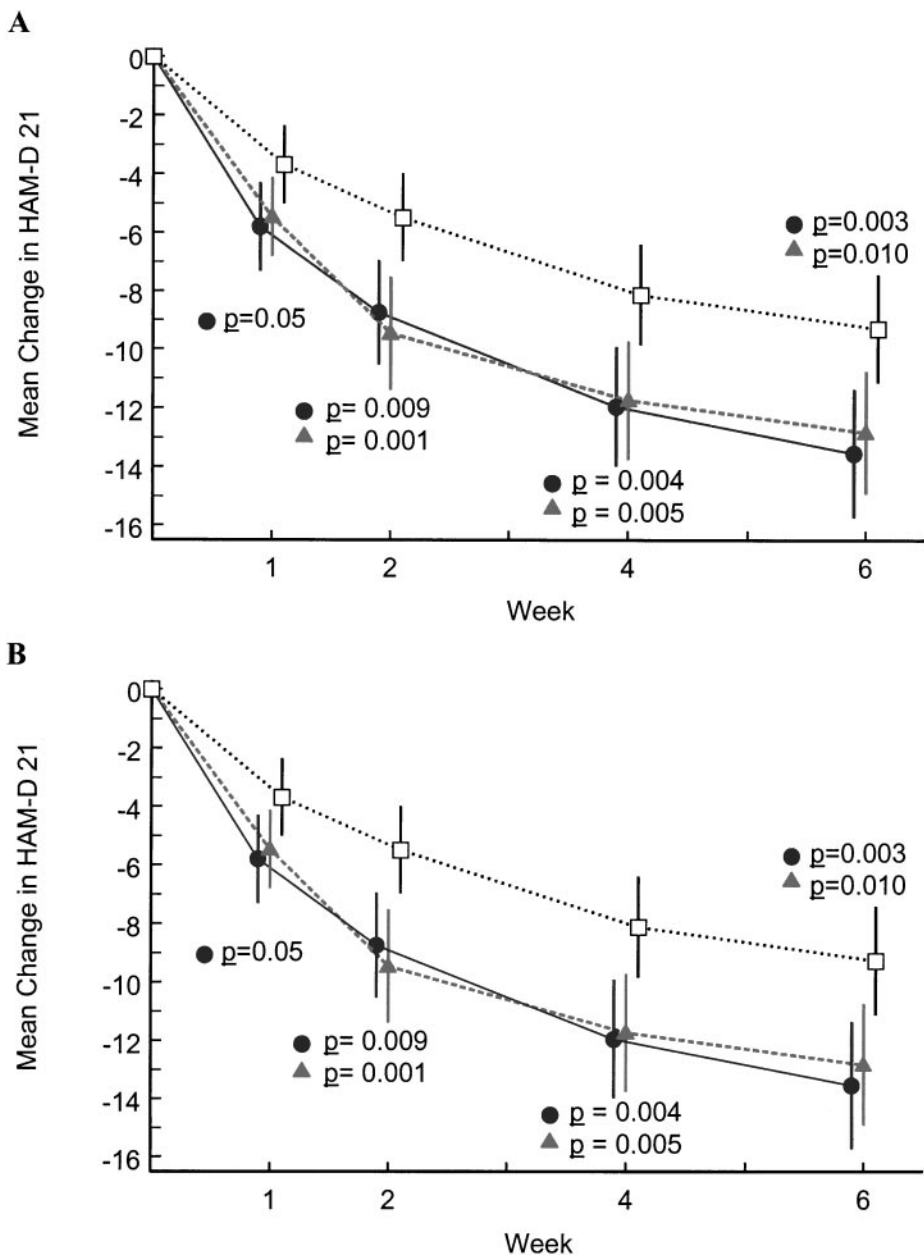 A
Mean Change in HAM-D 21
0
-2
-4
-6
-8
-10
-12
-14
-16
p=0.003
p=0.010
p=0.05
p= 0.009
p= 0.001
p = 0.004
p = 0.005
1 2 4 6
Week
B
Mean Change in HAM-D 21
0
-2
-4
-6
-8
-10
-12
-14
-16
p=0.003
p=0.010
p=0.05
p= 0.009
p= 0.001
p = 0.004
p = 0.005
1 2 4 6
Week